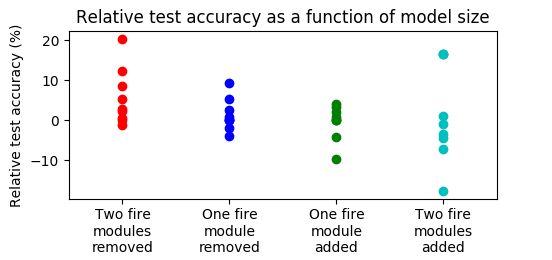 Relative test accuracy as a function of model size
Relative test accuracy (%)
20
10
0
−10
Two fire
modules
removed
One fire
module
removed
One fire
module
added
Two fire
modules
added